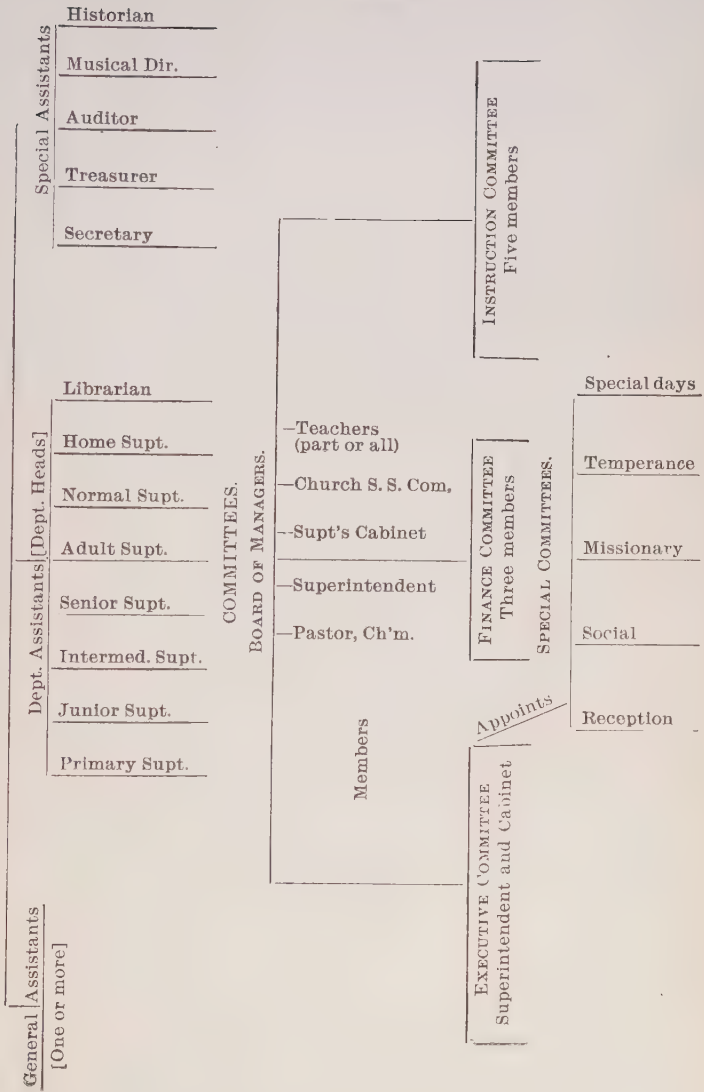 General Assistants
[One or more]
Dept. Assistants [Dept. Heads]
Primary Supt.
Junior Supt.
Intermed. Supt.
Senior Supt.
Adult Supt.
Normal Supt.
Home Supt.
Librarian
Special Assistants
Secretary
Treasurer
Auditor
Musical Dir.
Historian
COMMITTEES.
BOARD OF MANAGERS.
Members
—Pastor, Ch'm.
—Superintendent
—Supt's Cabinet
—Church S. S. Com.
—Teachers
(part or all)
EXECUTIVE COMMITTEE
Superintendent and Cabinet
FINANCE COMMITTEE
Three members
INSTRUCTION COMMITTEE
Five members
Appoints
SPECIAL COMMITTEES.
Reception
Social
Missionary
Temperance
Special days